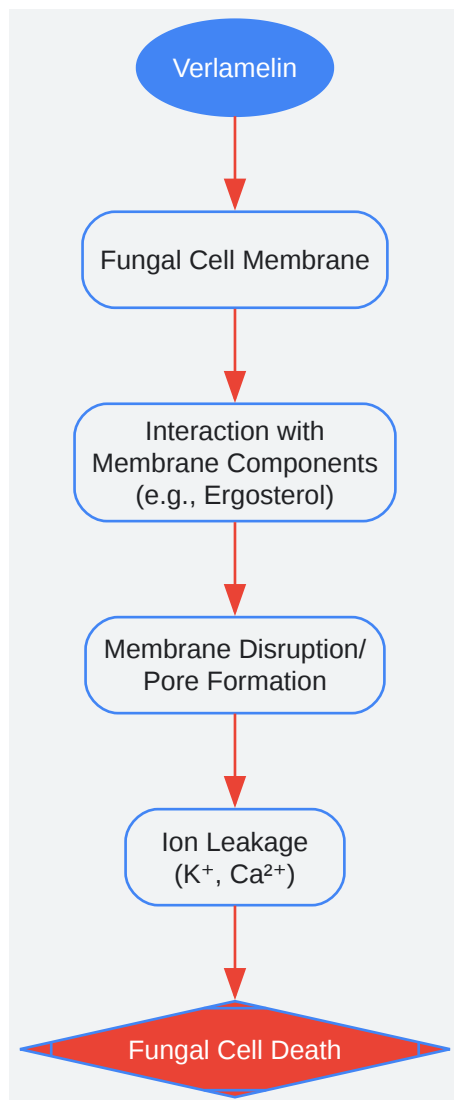 Verlamelin
Fungal Cell Membrane
Interaction with
Membrane Components
(e.g., Ergosterol)
Membrane Disruption/
Pore Formation
Ion Leakage
(K⁺, Ca²⁺)
Fungal Cell Death